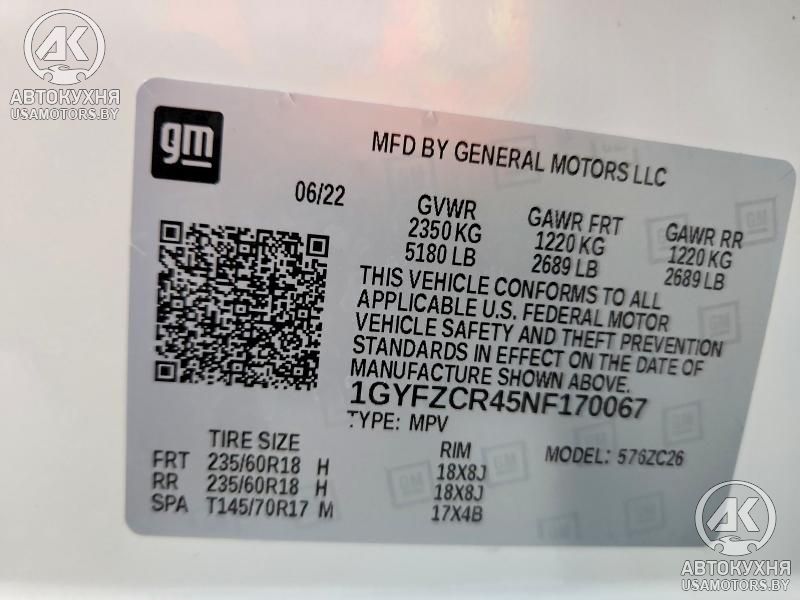 AK
АВТОКУХНЯ
USAMOTORS.BY
gm
MFD BY GENERAL MOTORS LLC
06/22
GVWR
2350 KG
5180 LB
GAWR FRT
1220 KG
2689 LB
GAWR RR
1220 KG
2689 LB
THIS VEHICLE CONFORMS TO ALL
APPLICABLE U.S. FEDERAL MOTOR
VEHICLE SAFETY AND THEFT PREVENTION
STANDARDS IN EFFECT ON THE DATE OF
MANUFACTURE SHOWN ABOVE.
1GYFZCR45NF170067
TYPE: MPV
TIRE SIZE
RIM
MODEL: 576ZC26
FRT 235/60R18 H 18X8J
RR 235/60R18 H 18X8J
SPA T145/70R17 M 17X4B
AK
АВТОКУХНЯ
USAMOTORS.BY